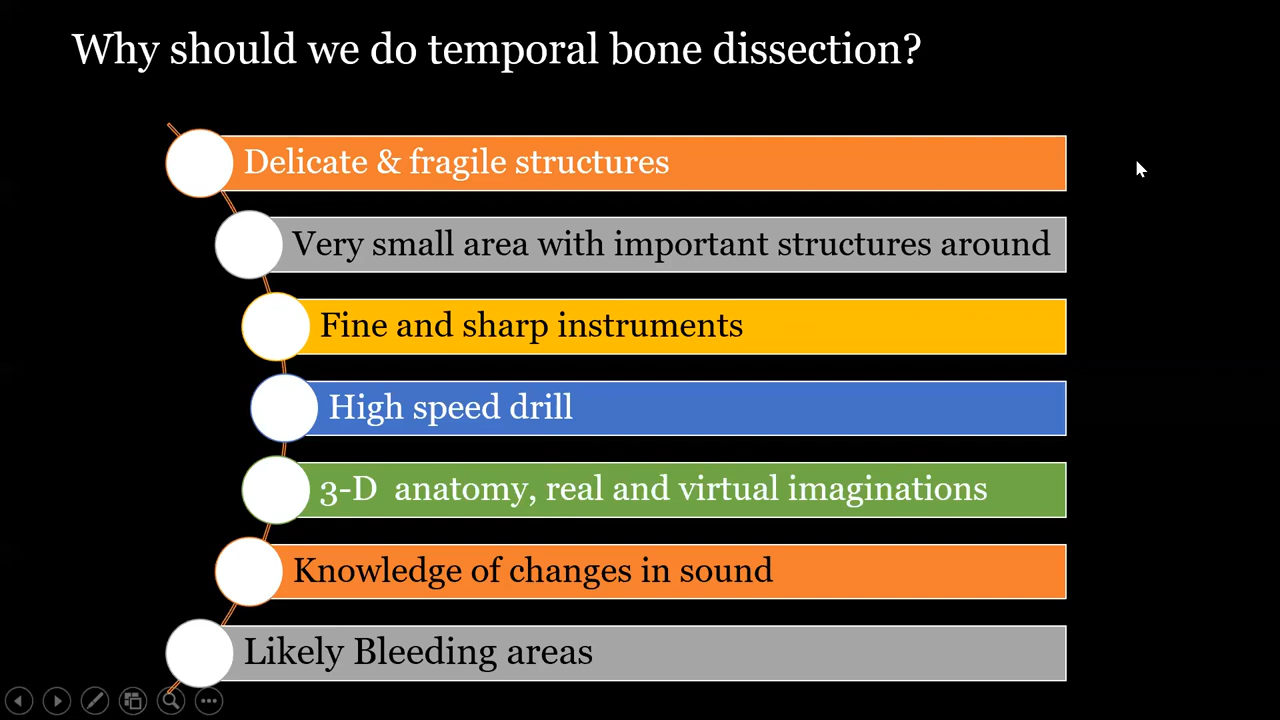 Why should we do temporal bone dissection?
Delicate & fragile structures
Very small area with important structures around
Fine and sharp instruments
High speed drill
3-D anatomy, real and virtual imaginations
Knowledge of changes in sound
Likely Bleeding areas